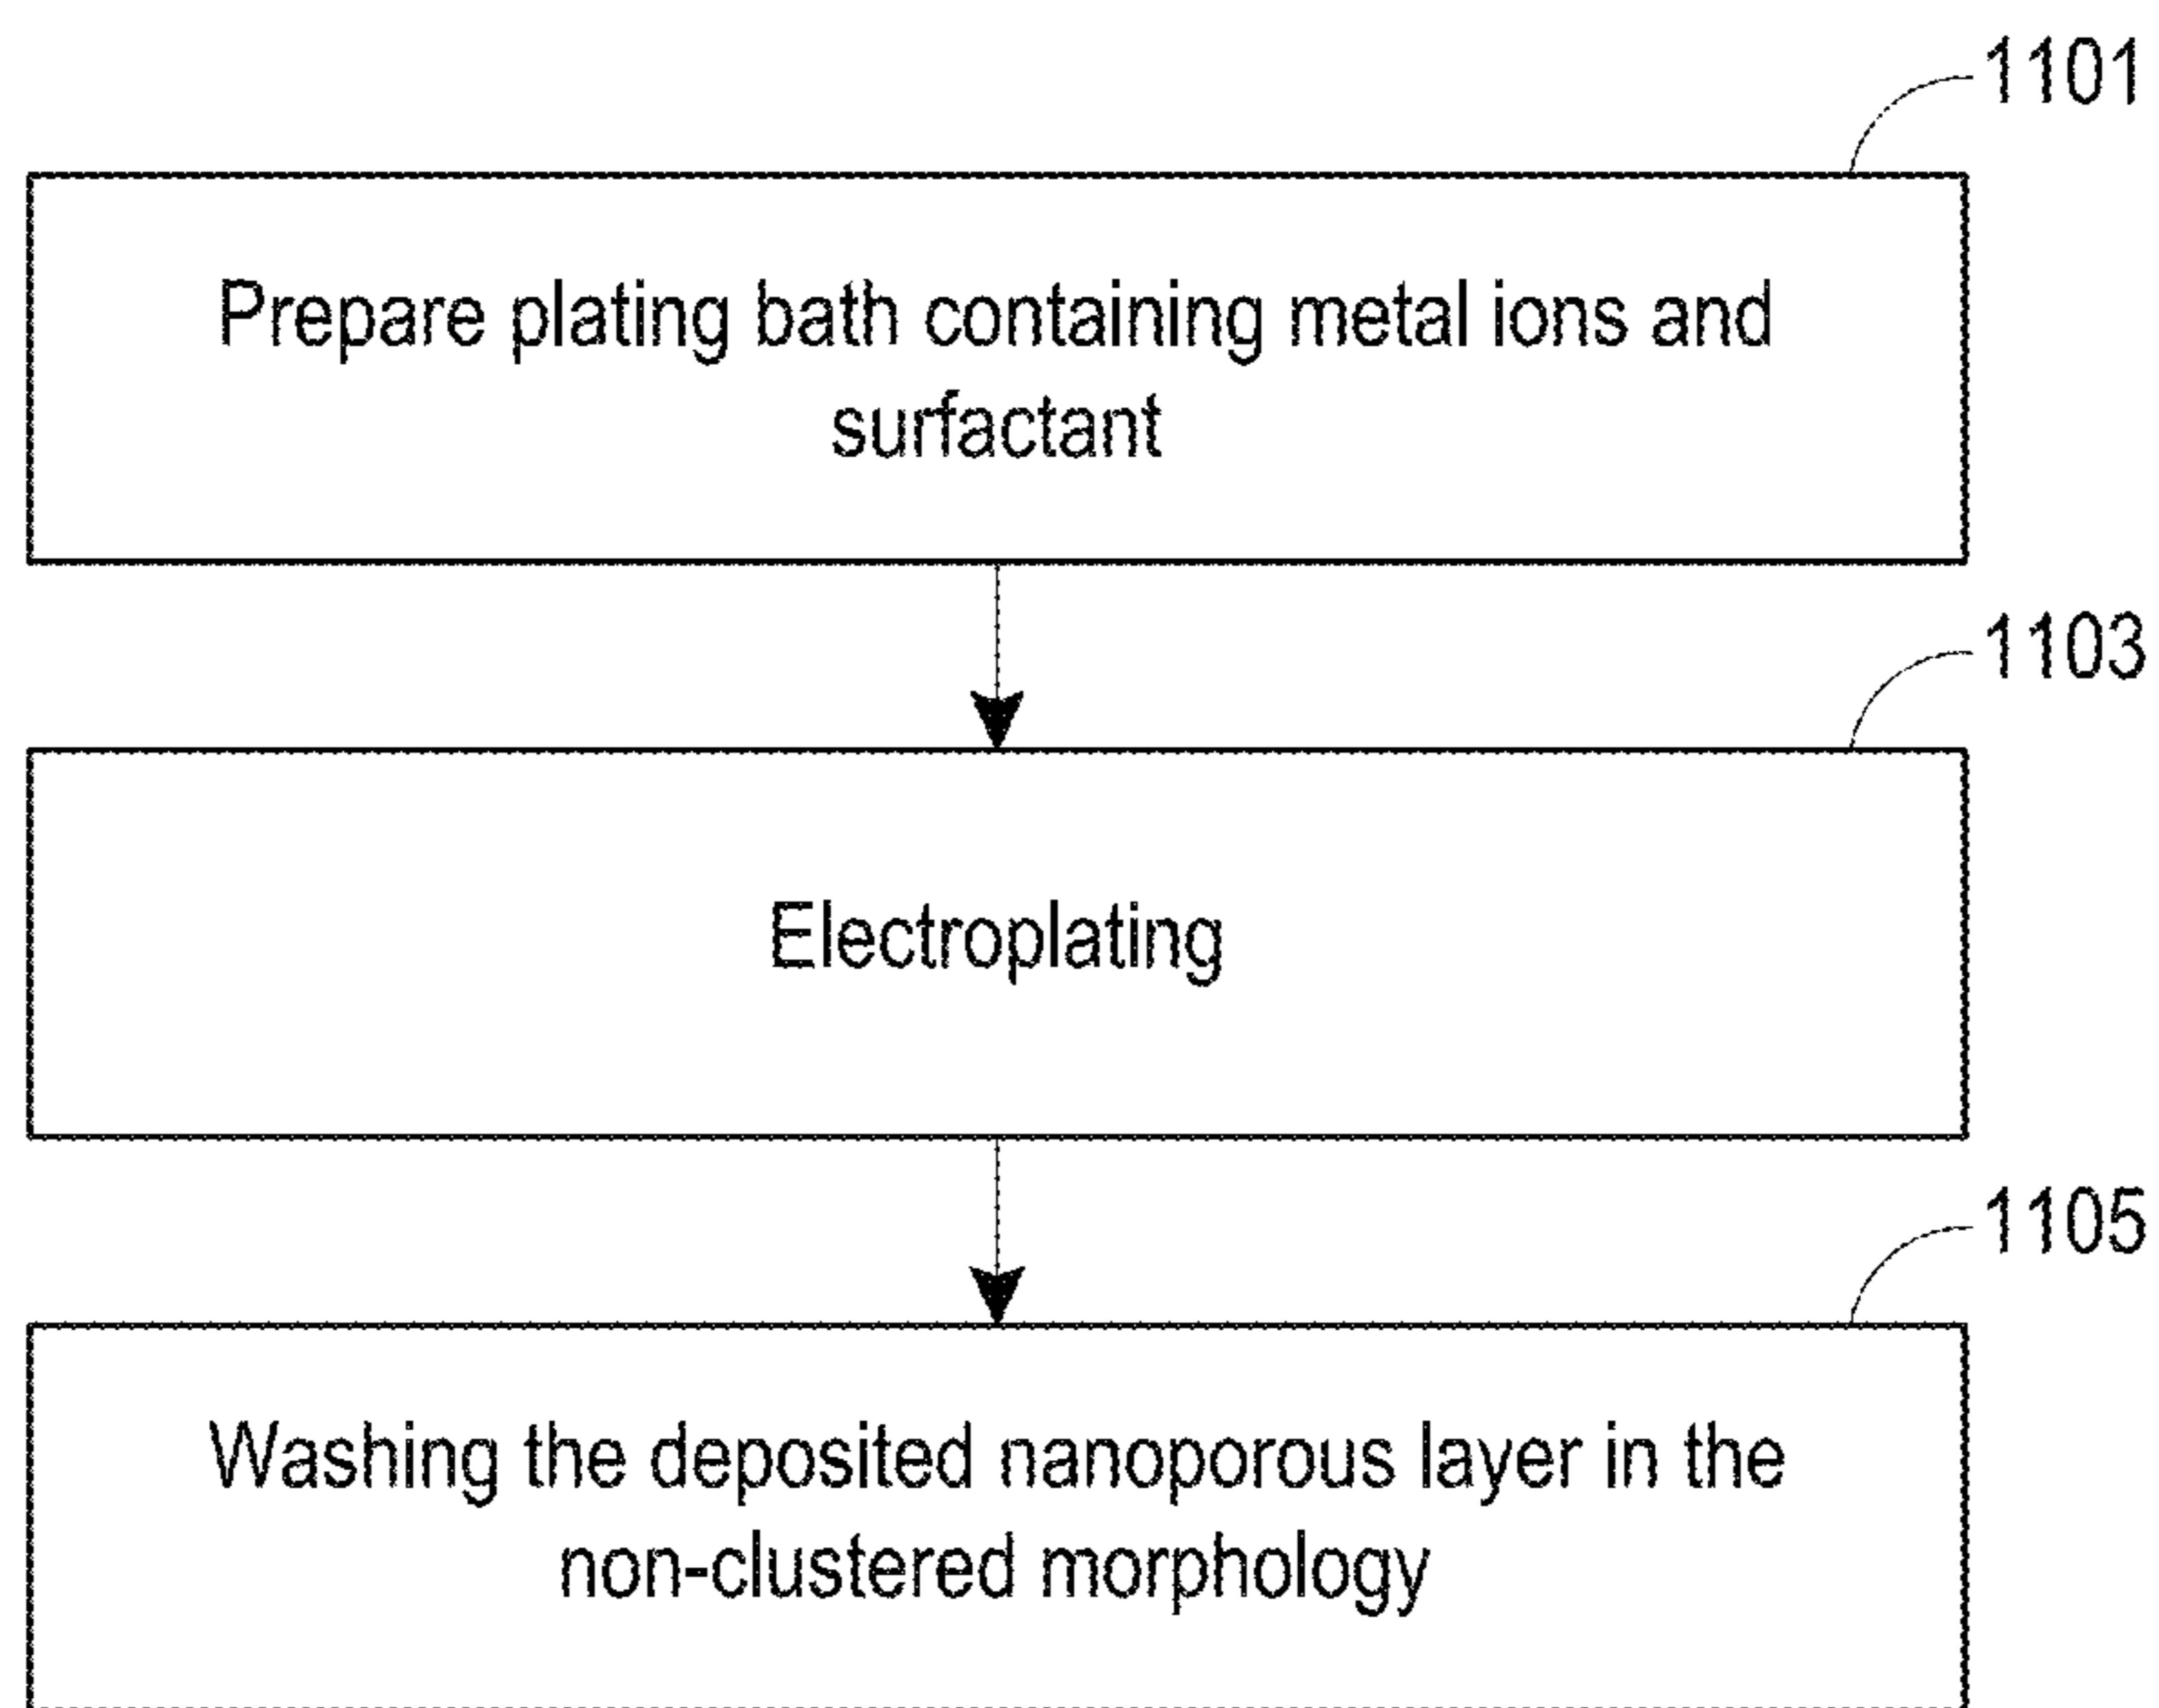 1101
Prepare plating bath containing metal ions and
surfactant
1103
Electroplating
1105
Washing the deposited nanoporous layer in the
non-clustered morphology